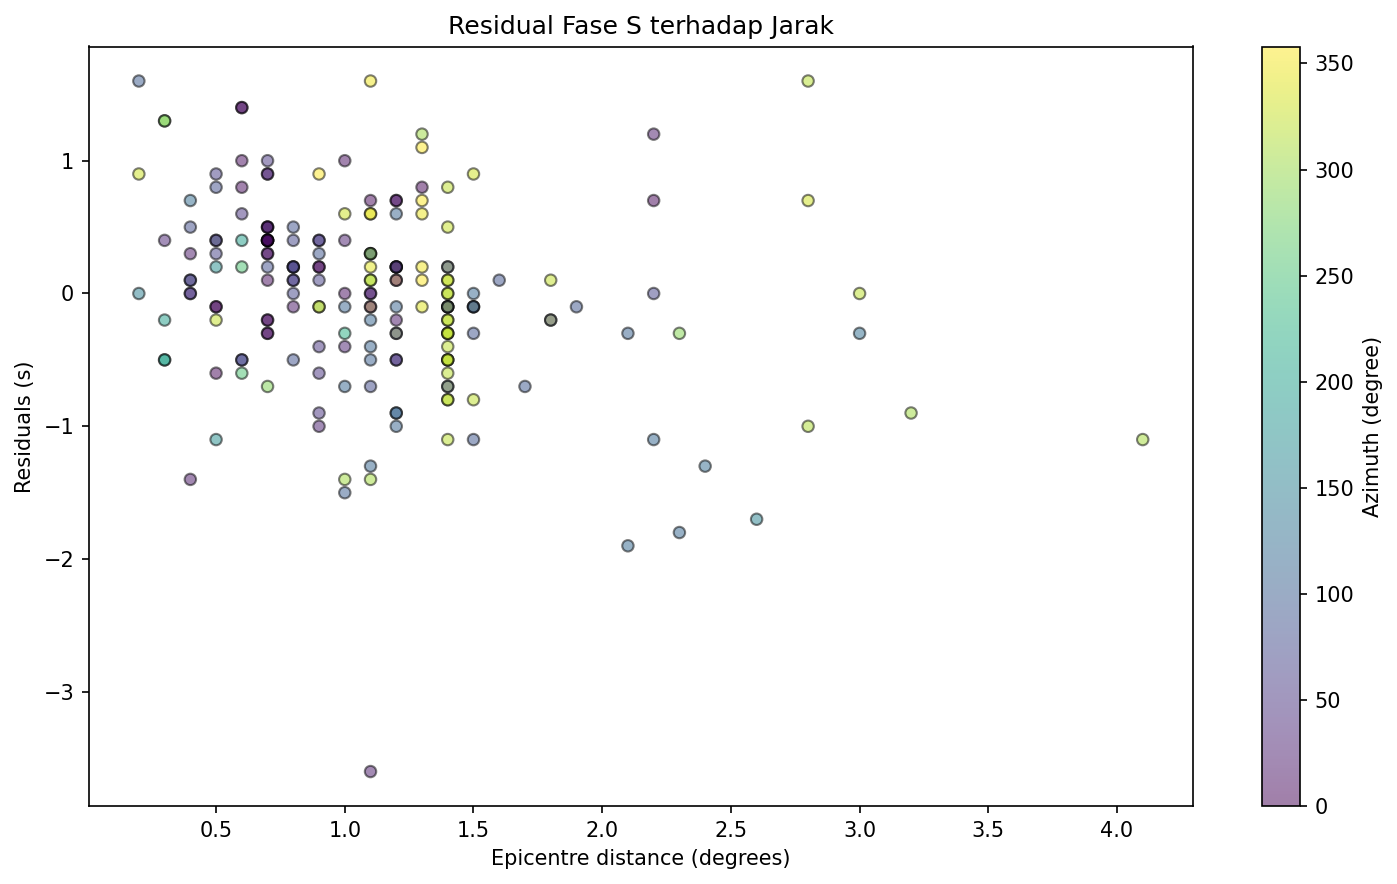 Residual Fase S terhadap Jarak
Residuals (s)
1
0
−1
−2
−3
0.5 1.0 1.5 2.0 2.5 3.0 3.5 4.0
Epicentre distance (degrees)
350
300
250
200
150
100
50
0
Azimuth (degree)